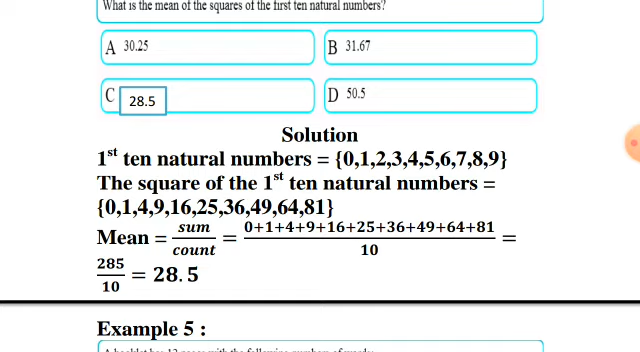 What is the mean of the squares of the first ten natural numbers?
A 30.25
B 31.67
C 28.5
D 50.5
Solution
1st ten natural numbers = {0,1,2,3,4,5,6,7,8,9}
The square of the 1st ten natural numbers =
{0,1,4,9,16,25,36,49,64,81}
Mean = sum/count = 0+1+4+9+16+25+36+49+64+81/10 =
285/10 = 28.5
Example 5 :